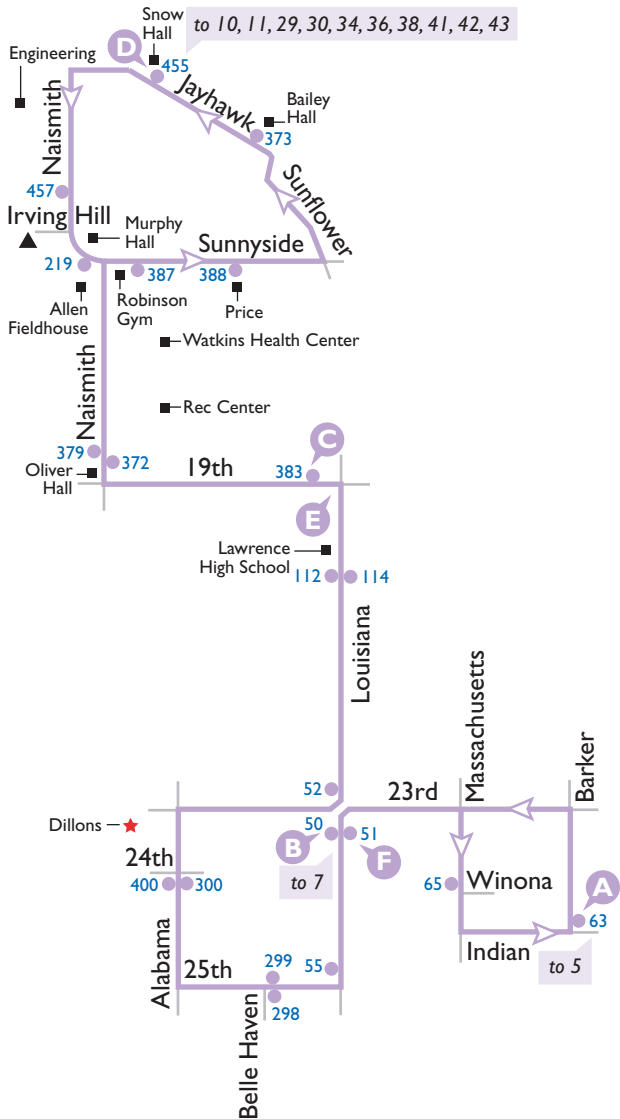 Snow
Hall
to 10, 11, 29, 30, 34, 36, 38, 41, 42, 43
D
455
Engineering
Jayhawk
Bailey
Hall
373
Naismith
Sunflower
457
Irving Hill
Murphy
Hall
Sunnyside
219
387
388
Allen
Fieldhouse
Robinson
Gym
Price
Watkins Health Center
Naismith
Rec Center
379
372
C
19th
383
Oliver
Hall
E
Lawrence
High School
112
114
Louisiana
Massachusetts
Barker
52
23rd
Dillons
50
51
B
F
24th
to 7
400
300
65
Winona
A
63
Indian
to 5
Alabama
25th
299
55
298
Belle Haven